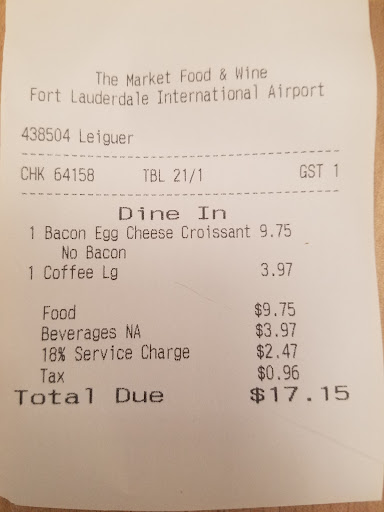 The Market Food & Wine
Fort Lauderdale International Airport
438504 Leiguer
CHK 64158 TBL 21/1 GST 1
Dine In
1 Bacon Egg Cheese Croissant 9.75
No Bacon
1 Coffee Lg 3.97
Food $9.75
Beverages NA $3.97
18% Service Charge $2.47
Tax $0.96
Total Due $17.15